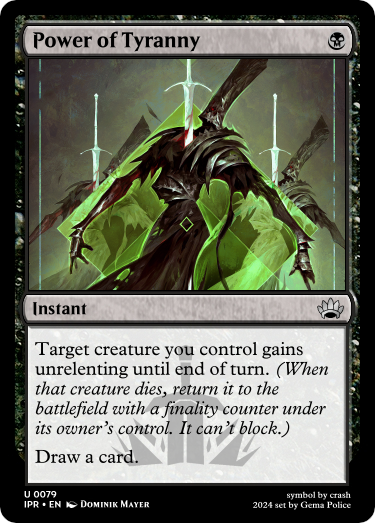 Power of Tyranny
Instant
Target creature you control gains
unrelenting until end of turn. (When
that creature dies, return it to the
battlefield with a finality counter under
its owner's control. It can't block.)
Draw a card.
U 0079
IPR • EN DOMINIK MAYER
symbol by crash
2024 set by Gema Police